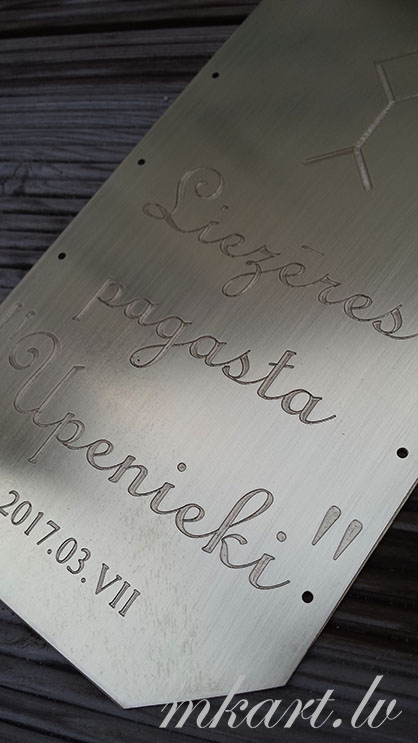 Liezēres
pagasta
"Upenieki"
2017.03.VII
mkart.lv